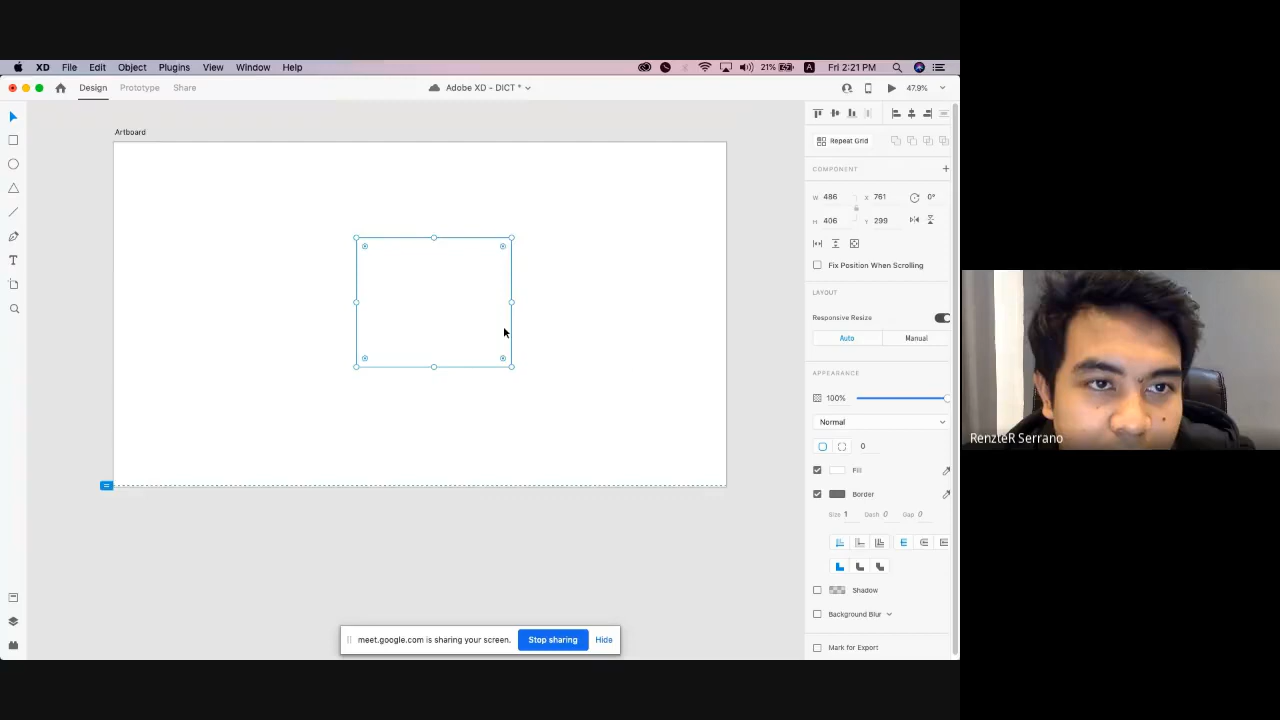 XD File Edit Object Plugins View Window Help 21% A Fri 2:21 PM
Design Prototype Share Adobe XD - DICT * 47.9%
Artboard
Repeat Grid
COMPONENT
W 486 X 761 0°
H 406 Y 299
Fix Position When Scrolling
LAYOUT
Responsive Resize
Auto Manual
APPEARANCE
100%
Normal
0
Fill
Border
Size 1 Dash 0 Gap 0
Shadow
Background Blur
Mark for Export
T
meet.google.com is sharing your screen. Stop sharing Hide
RenzleR Serrano